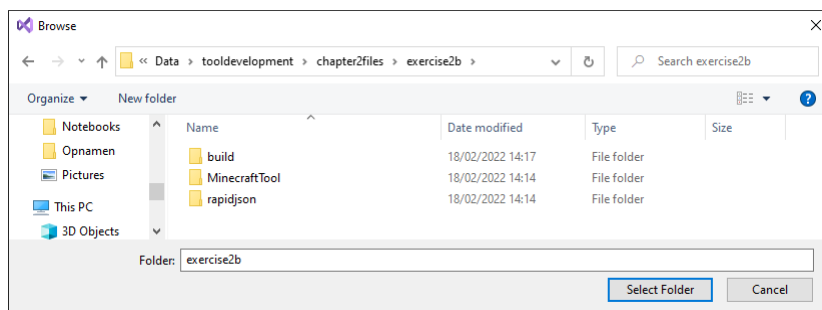 Browse
« Data > tooldevelopment > chapter2files > exercise2b > Search exercise2b
Organize New folder
Notebooks Name Date modified Type Size
Opnamen build 18/02/2022 14:17 File folder
Pictures MinecraftTool 18/02/2022 14:14 File folder
This PC rapidjson 18/02/2022 14:14 File folder
3D Objects
Folder: exercise2b
Select Folder Cancel